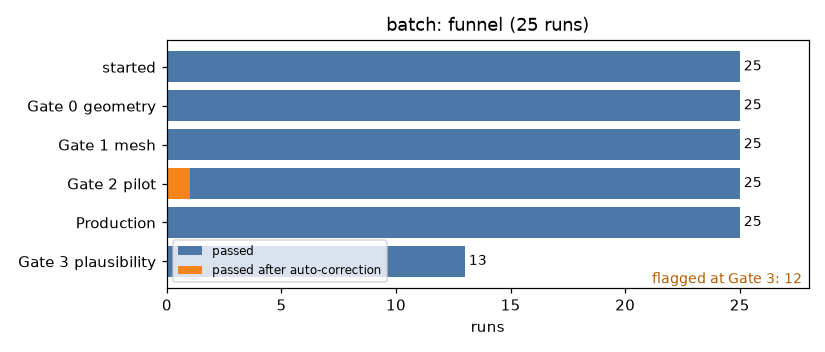 batch: funnel (25 runs)
started 25
Gate 0 geometry 25
Gate 1 mesh 25
Gate 2 pilot 25
Production 25
Gate 3 plausibility 13
passed
passed after auto-correction
flagged at Gate 3: 12
0 5 10 15 20 25
runs